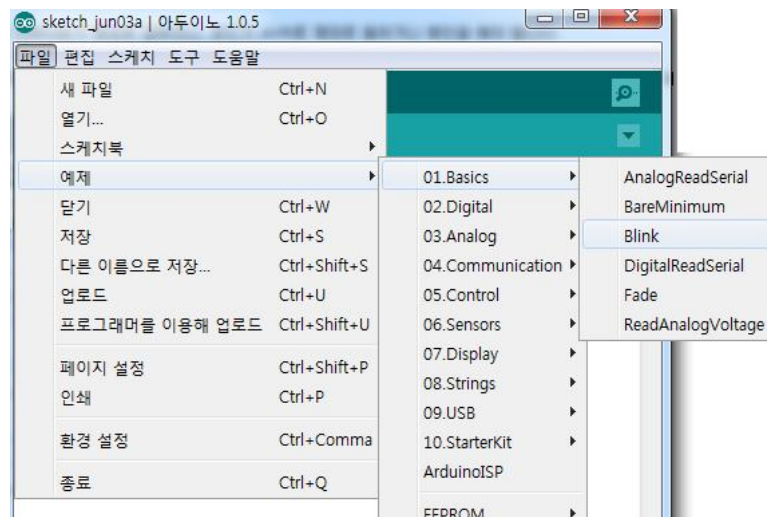 sketch_jun03a | 아두이노 1.0.5
파일 편집 스케치 도구 도움말
새 파일 Ctrl+N
열기... Ctrl+O
스케치북
예제
닫기 Ctrl+W
저장 Ctrl+S
다른 이름으로 저장... Ctrl+Shift+S
업로드 Ctrl+U
프로그래머를 이용해 업로드 Ctrl+Shift+U
페이지 설정 Ctrl+Shift+P
인쇄 Ctrl+P
환경 설정 Ctrl+Comma
종료 Ctrl+Q
01.Basics
02.Digital
03.Analog
04.Communication
05.Control
06.Sensors
07.Display
08.Strings
09.USB
10.StarterKit
ArduinoISP
EEPROM
AnalogReadSerial
BareMinimum
Blink
DigitalReadSerial
Fade
ReadAnalogVoltage